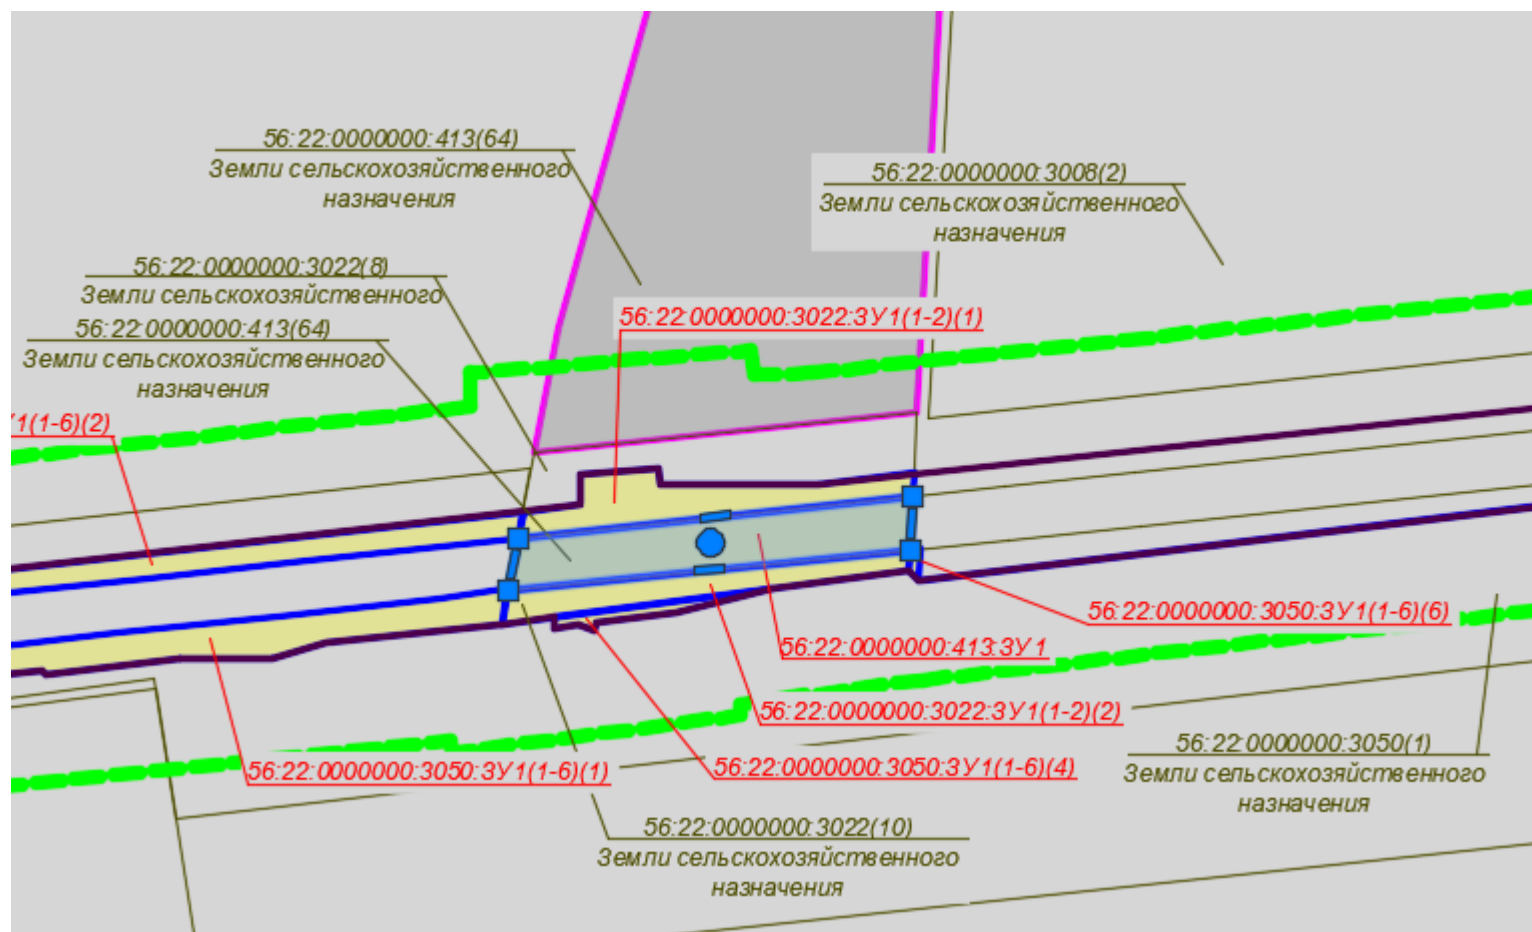 56:22:0000000:413(64)
Земли сельскохозяйственного
назначения
56:22:0000000:3008(2)
Земли сельскохозяйственного
назначения
56:22:0000000:3022(8)
Земли сельскохозяйственного
56:22:0000000:413(64)
Земли сельскохозяйственного
назначения
56:22:0000000:3022:ЗУ1(1-2)(1)
У1(1-6)(2)
56:22:0000000:3050:ЗУ1(1-6)(6)
56:22:0000000:413:ЗУ1
56:22:0000000:3022:ЗУ1(1-2)(2)
56:22:0000000:3050:ЗУ1(1-6)(1)
56:22:0000000:3050:ЗУ1(1-6)(4)
56:22:0000000:3050(1)
Земли сельскохозяйственного
назначения
56:22:0000000:3022(10)
Земли сельскохозяйственного
назначения